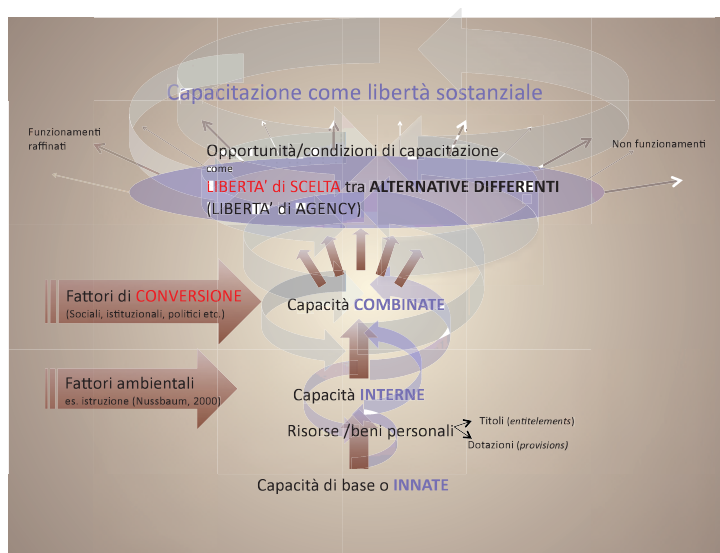 Capacitazione come libertà sostanziale
Funzionamenti
raffinati
Non funzionamenti
Opportunità/condizioni di capacitazione
come
LIBERTA' di SCELTA tra ALTERNATIVE DIFFERENTI
(LIBERTA' di AGENCY)
Fattori di CONVERSIONE
(Sociali, istituzionali, politici etc.)
Capacità COMBINATE
Fattori ambientali
es. istruzione (Nussbaum, 2000)
Capacità INTERNE
Risorse /beni personali
Titoli (entitelements)
Dotazioni (provisions)
Capacità di base o INNATE